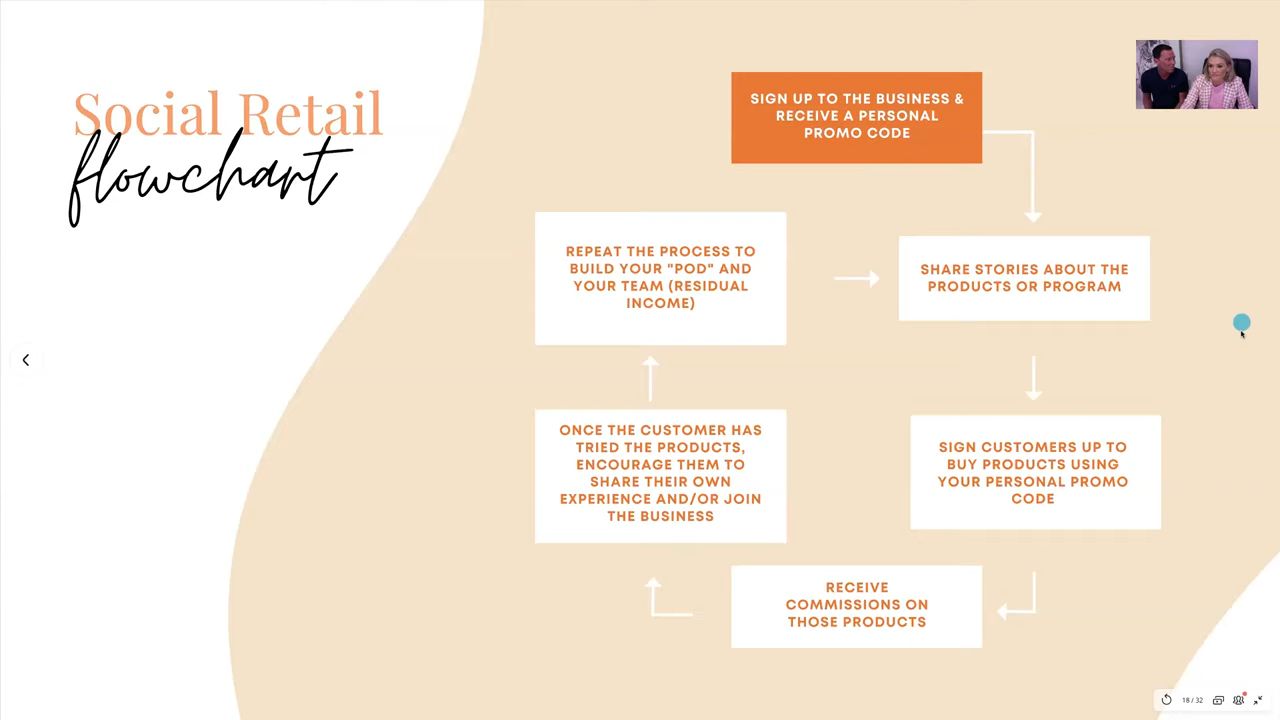 Social Retail
flowchart
SIGN UP TO THE BUSINESS &
RECEIVE A PERSONAL
PROMO CODE
SHARE STORIES ABOUT THE
PRODUCTS OR PROGRAM
SIGN CUSTOMERS UP TO
BUY PRODUCTS USING
YOUR PERSONAL PROMO
CODE
RECEIVE
COMMISSIONS ON
THOSE PRODUCTS
ONCE THE CUSTOMER HAS
TRIED THE PRODUCTS,
ENCOURAGE THEM TO
SHARE THEIR OWN
EXPERIENCE AND/OR JOIN
THE BUSINESS
REPEAT THE PROCESS TO
BUILD YOUR "POD" AND
YOUR TEAM (RESIDUAL
INCOME)
18 / 32